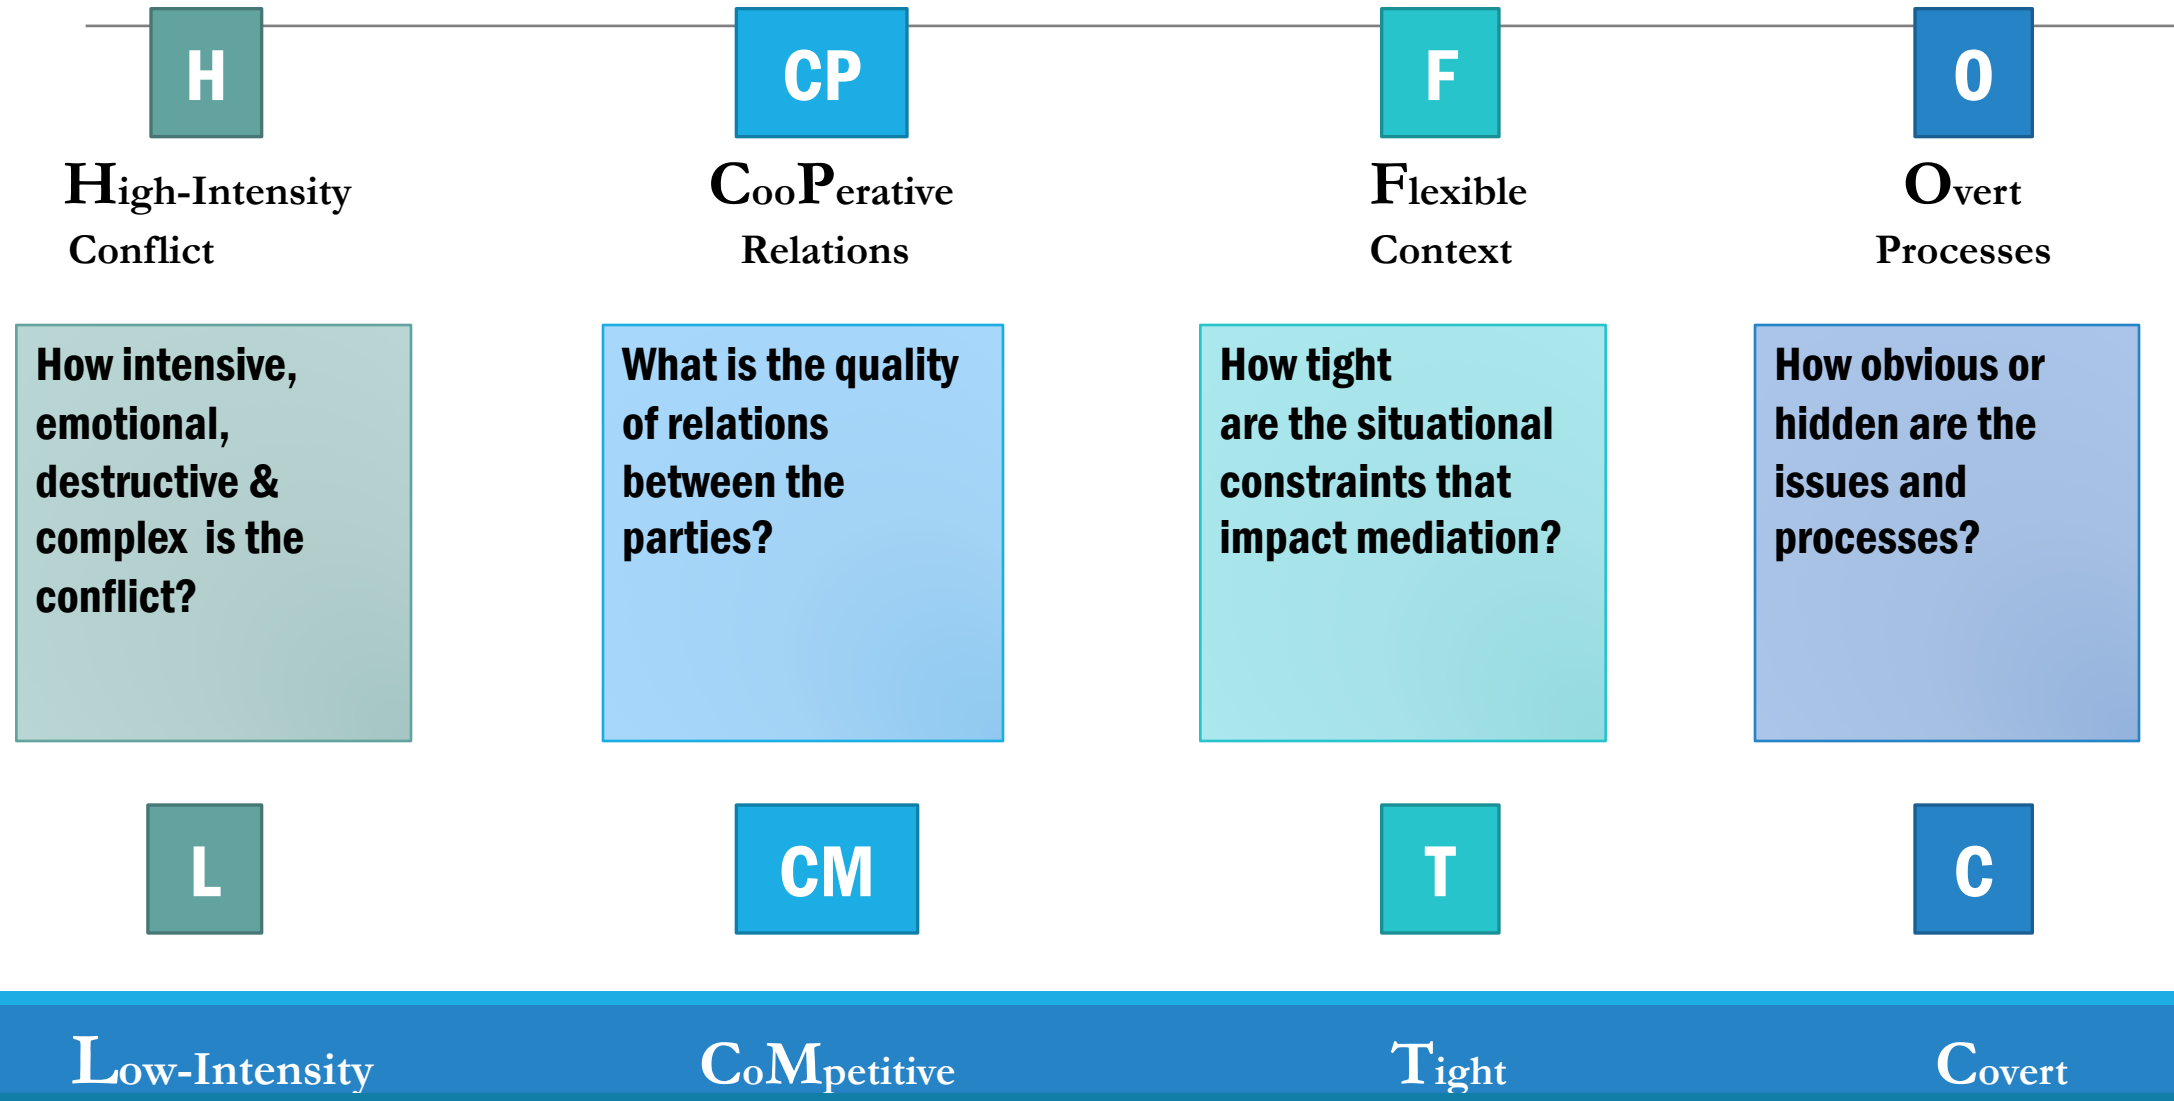 H
High-Intensity
Conflict
How intensive,
emotional,
destructive &
complex is the
conflict?
L
Low-Intensity
CP
CooPerative
Relations
What is the quality
of relations
between the
parties?
CM
CoMpetitive
F
Flexible
Context
How tight
are the situational
constraints that
impact mediation?
T
Tight
O
Overt
Processes
How obvious or
hidden are the
issues and
processes?
C
Covert